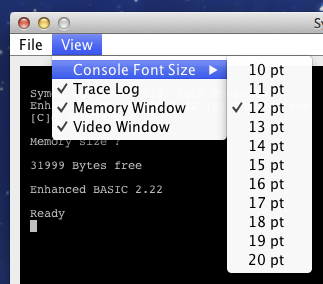 Sy
File View
Console Font Size
Trace Log
Memory Window
Video Window
10 pt
11 pt
12 pt
13 pt
14 pt
15 pt
16 pt
17 pt
18 pt
19 pt
20 pt
Sym
Enh
[C]
Memory size ?
31999 Bytes free
Enhanced BASIC 2.22
Ready